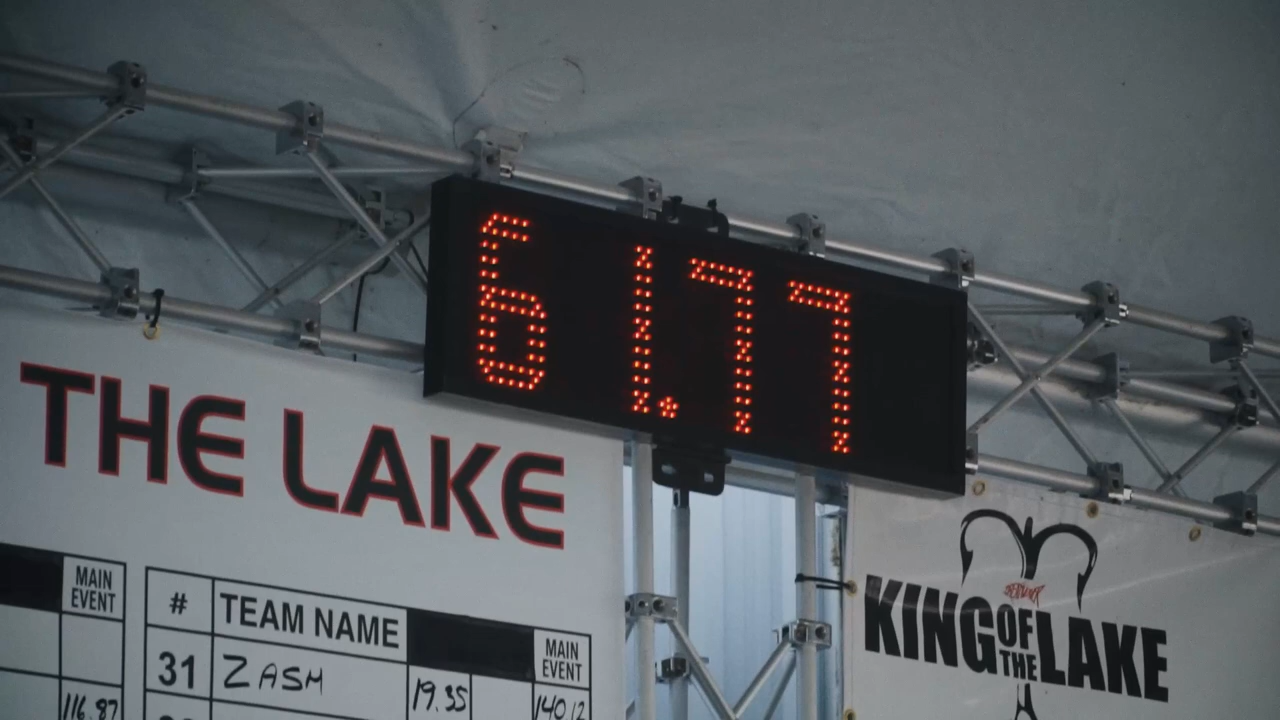 61.77
THE LAKE
MAIN
EVENT
# TEAM NAME MAIN
EVENT
31 ZASM 19.35 140.12
116.87
KING OF THE LAKE